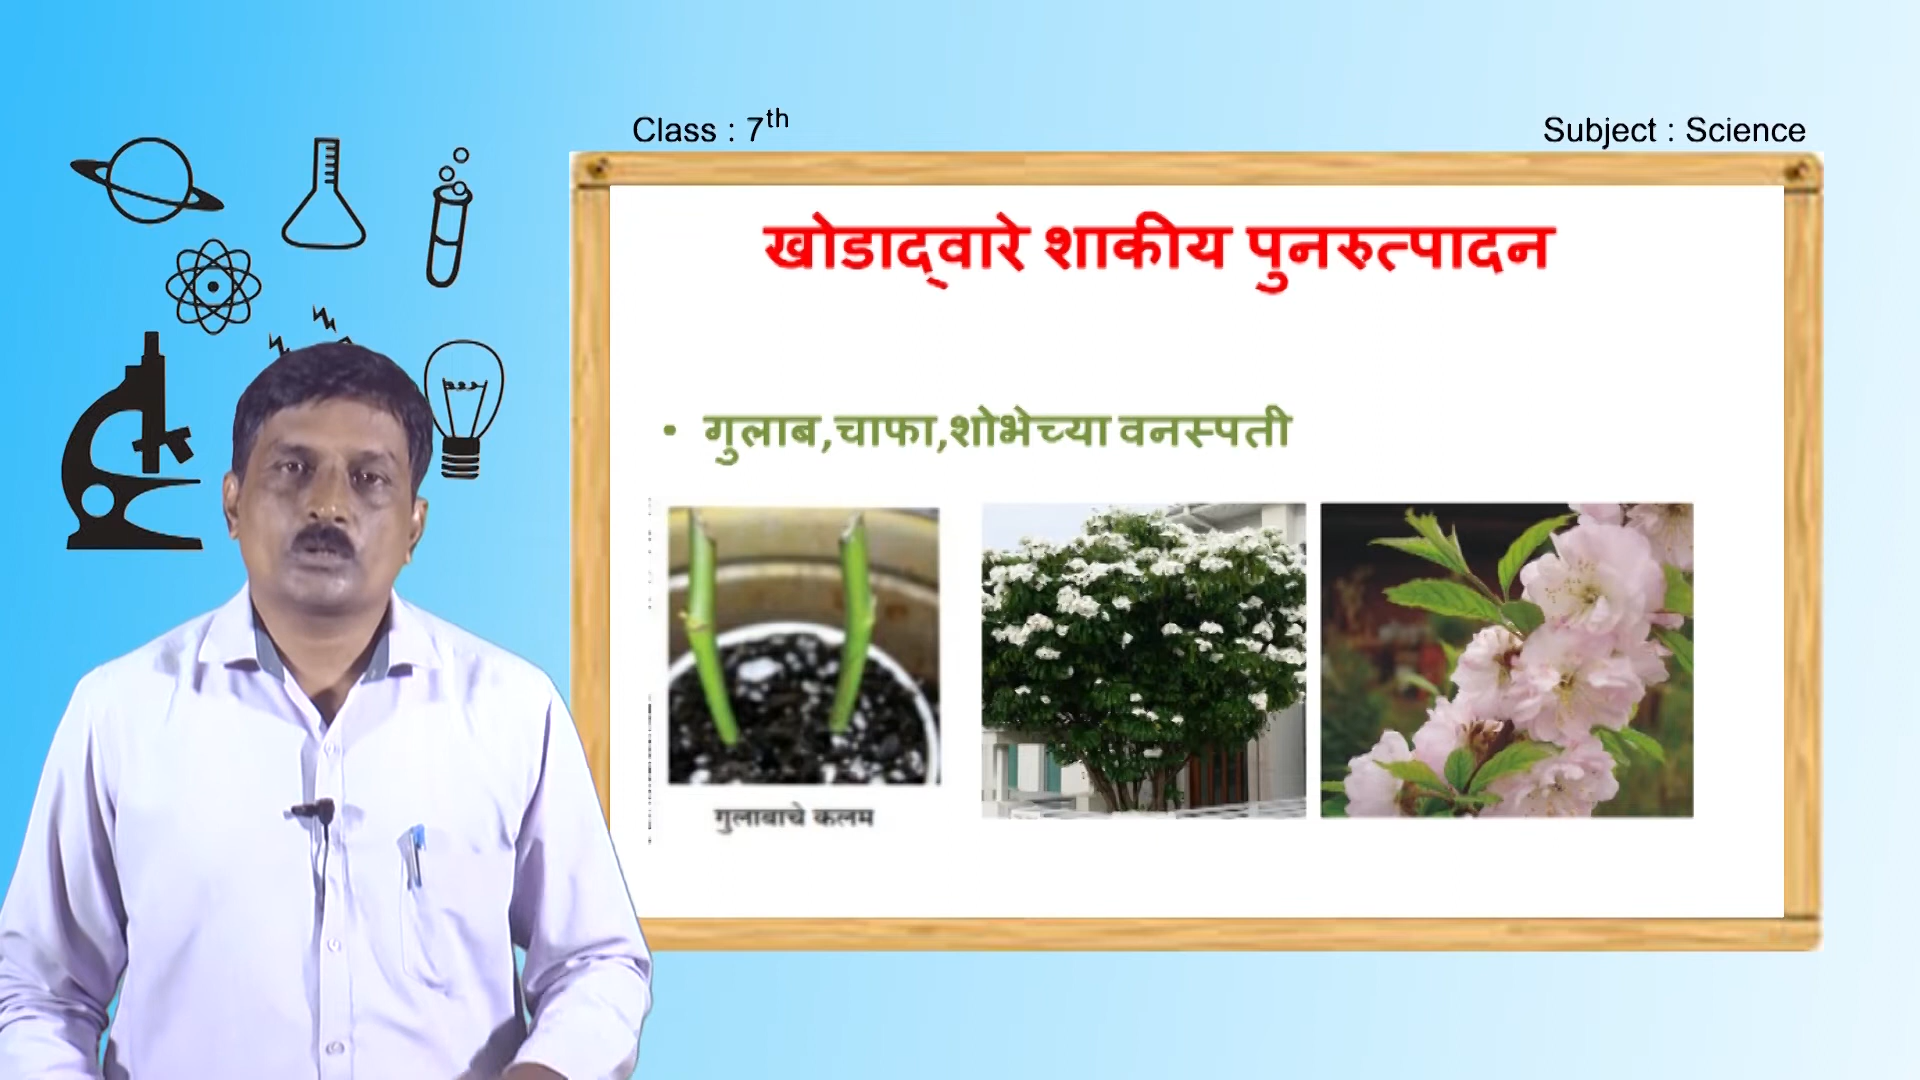 Class : 7th
Subject : Science
खोडाद्‌वारे शाकीय पुनरुत्पादन
• गुलाब,चाफा,शोभेच्या वनस्पती
गुलाबाचे कलम